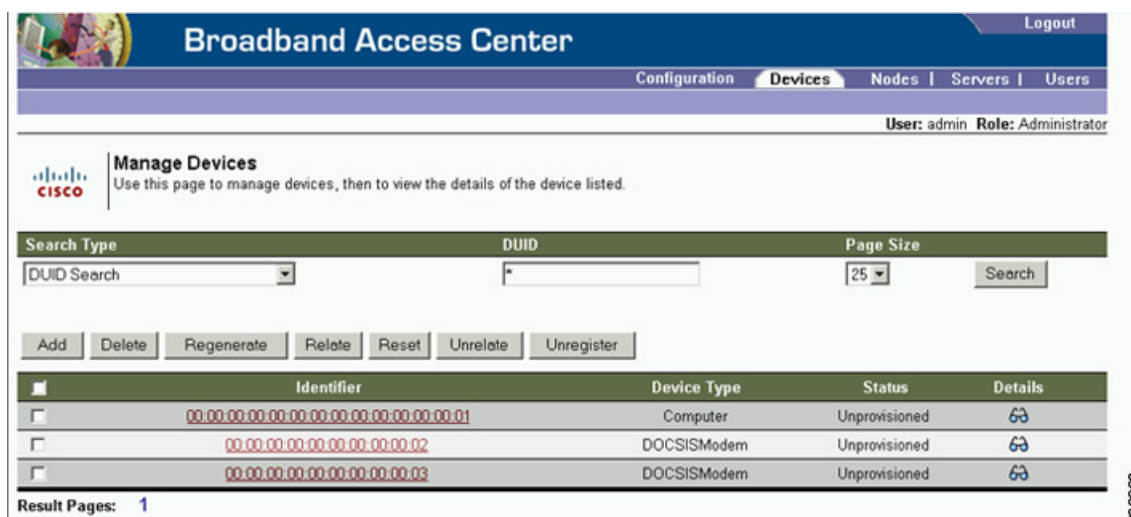 Logout
Broadband Access Center
Configuration Devices Nodes | Servers | Users
User: admin Role: Administrator
CISCO
Manage Devices
Use this page to manage devices, then to view the details of the device listed.
Search Type DUID Page Size
DUID Search * 25 Search
Add Delete Regenerate Relate Reset Unrelate Unregister
Identifier Device Type Status Details
00:00:00:00:00:00:00:00:00:00:00:00:00:01 Computer Unprovisioned
00:00:00:00:00:00:00:00:00:02 DOCSISModem Unprovisioned
00:00:00:00:00:00:00:00:00:03 DOCSISModem Unprovisioned
Result Pages: 1